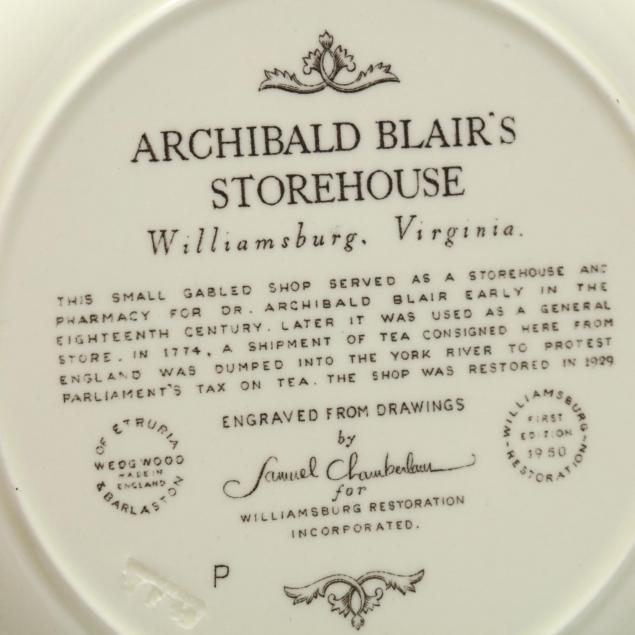 ARCHIBALD BLAIR'S
STOREHOUSE
Williamsburg, Virginia.
THIS SMALL GABLED SHOP SERVED AS A STOREHOUSE AND
PHARMACY FOR DR. ARCHIBALD BLAIR EARLY IN THE
EIGHTEENTH CENTURY. LATER IT WAS USED AS A GENERAL
STORE. IN 1774, A SHIPMENT OF TEA CONSIGNED HERE FROM
ENGLAND WAS DUMPED INTO THE YORK RIVER TO PROTEST
PARLIAMENT'S TAX ON TEA. THE SHOP WAS RESTORED IN 1929
ENGRAVED FROM DRAWINGS
by
Samuel Chamberlain
for
WILLIAMSBURG RESTORATION
INCORPORATED.
OF ETRURIA
WEDGWOOD
MADE IN
ENGLAND
& BARLASTON
WILLIAMSBURG
FIRST
EDITION
1950
RESTORATION
P